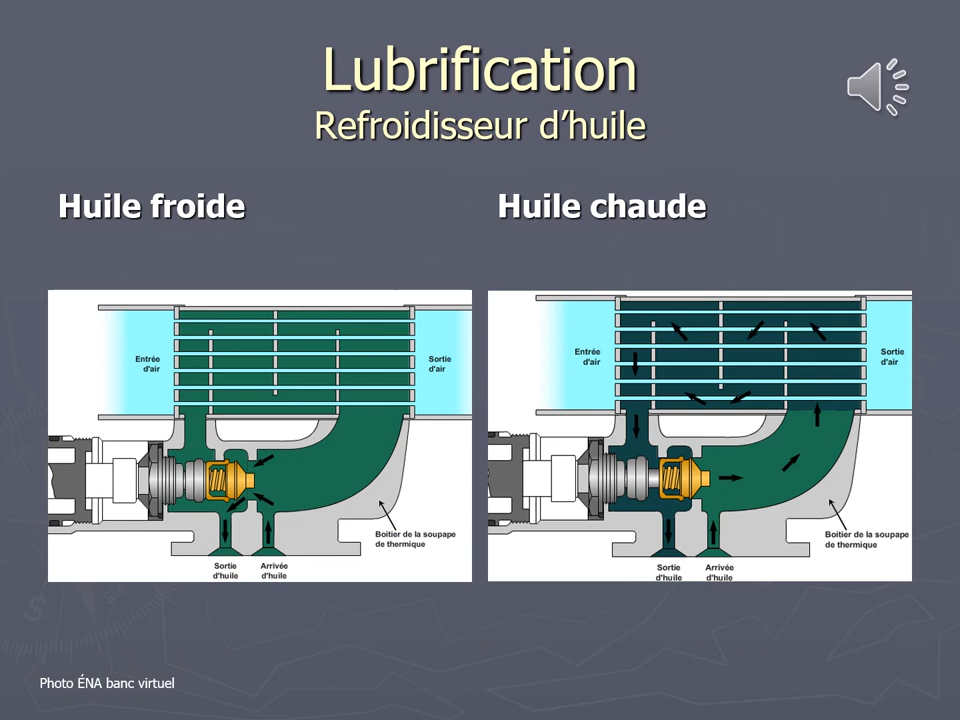 Lubrification
Refroidisseur d’huile
Huile froide
Entrée
d'air
Sortie
d'air
Boitier de la soupape
de thermique
Sortie
d'huile
Arrivée
d'huile
Huile chaude
Entrée
d'air
Sortie
d'air
Boitier de la soupape
de thermique
Sortie
d'huile
Arrivée
d'huile
Photo ÉNA banc virtuel